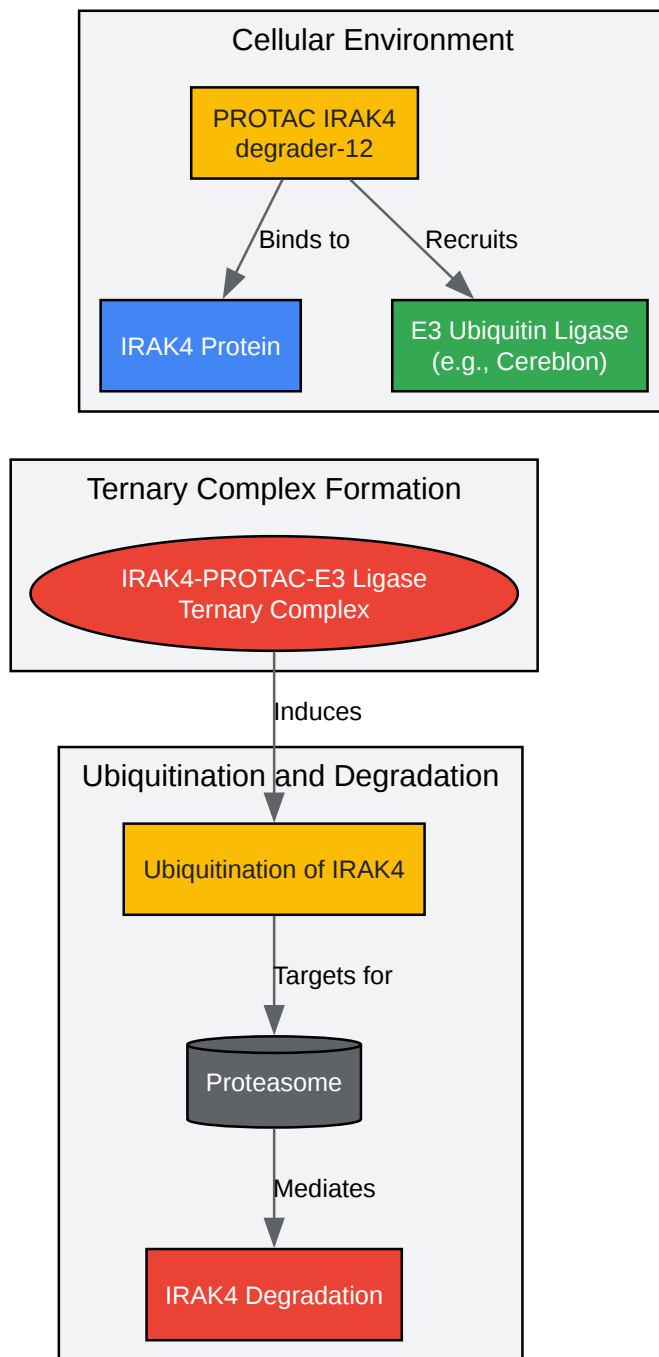 Cellular Environment
PROTAC IRAK4
degrader-12
Binds to
Recruits
IRAK4 Protein
E3 Ubiquitin Ligase
(e.g., Cereblon)
Ternary Complex Formation
IRAK4-PROTAC-E3 Ligase
Ternary Complex
Induces
Ubiquitination and Degradation
Ubiquitination of IRAK4
Targets for
Proteasome
Mediates
IRAK4 Degradation